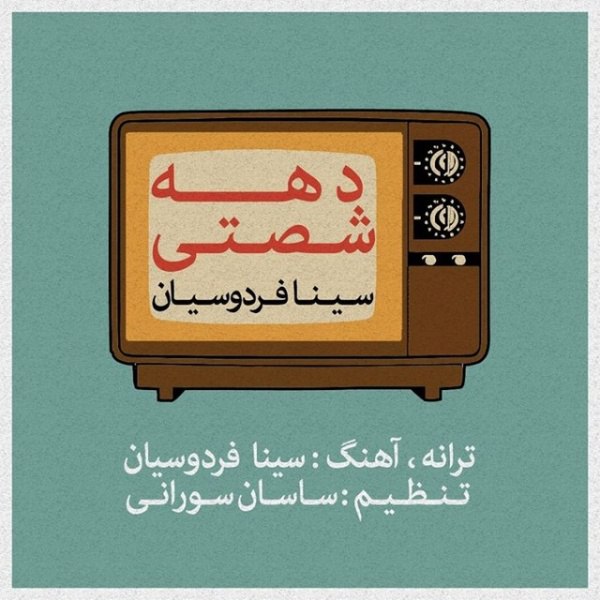 دهه
شصتی
سینا فردوسیان
ترانه ، آهنگ : سینا فردوسیان
تنظیم : ساسان سورانی